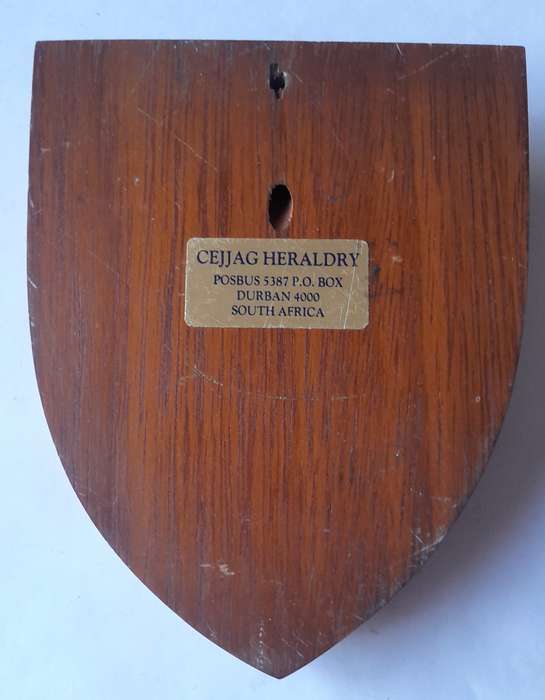 CEJJAG HERALDRY
POSBUS 5387 P.O. BOX
DURBAN 4000
SOUTH AFRICA